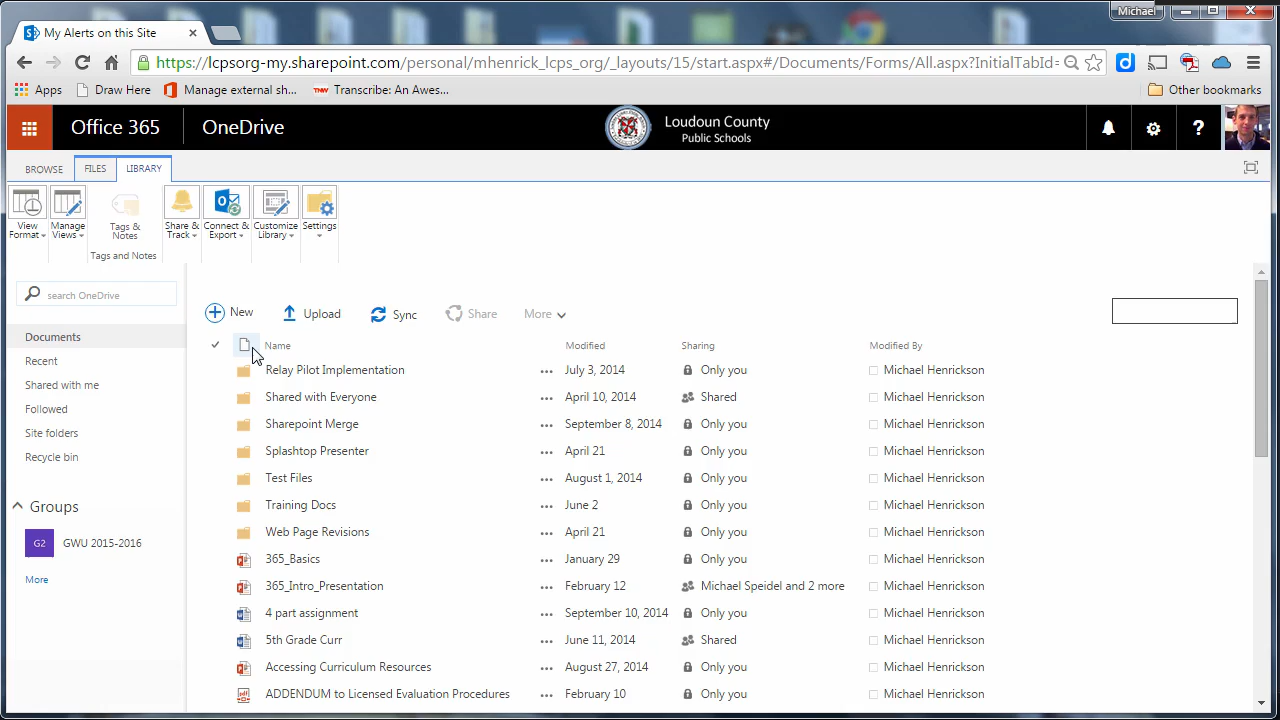 Michael
My Alerts on this Site
https://lcpsorg-my.sharepoint.com/personal/mhenrick_lcps_org/_layouts/15/start.aspx#/Documents/Forms/All.aspx?InitialTabId=
Apps Draw Here Manage external sh... TNW Transcribe: An Awes... Other bookmarks
Office 365 OneDrive Loudoun County
Public Schools
BROWSE FILES LIBRARY
View Format Manage Views Tags & Notes Share & Track Connect & Export Customize Library Settings
Tags and Notes
search OneDrive
New Upload Sync Share More
Documents
Recent
Shared with me
Followed
Site folders
Recycle bin
Groups
G2 GWU 2015-2016
More
Name Modified Sharing Modified By
Relay Pilot Implementation ... July 3, 2014 Only you Michael Henrickson
Shared with Everyone ... April 10, 2014 Shared Michael Henrickson
Sharepoint Merge ... September 8, 2014 Only you Michael Henrickson
Splashtop Presenter ... April 21 Only you Michael Henrickson
Test Files ... August 1, 2014 Only you Michael Henrickson
Training Docs ... June 2 Only you Michael Henrickson
Web Page Revisions ... April 21 Only you Michael Henrickson
365_Basics ... January 29 Only you Michael Henrickson
365_Intro_Presentation ... February 12 Michael Speidel and 2 more Michael Henrickson
4 part assignment ... September 10, 2014 Only you Michael Henrickson
5th Grade Curr ... June 11, 2014 Shared Michael Henrickson
Accessing Curriculum Resources ... August 27, 2014 Only you Michael Henrickson
ADDENDUM to Licensed Evaluation Procedures ... February 10 Only you Michael Henrickson